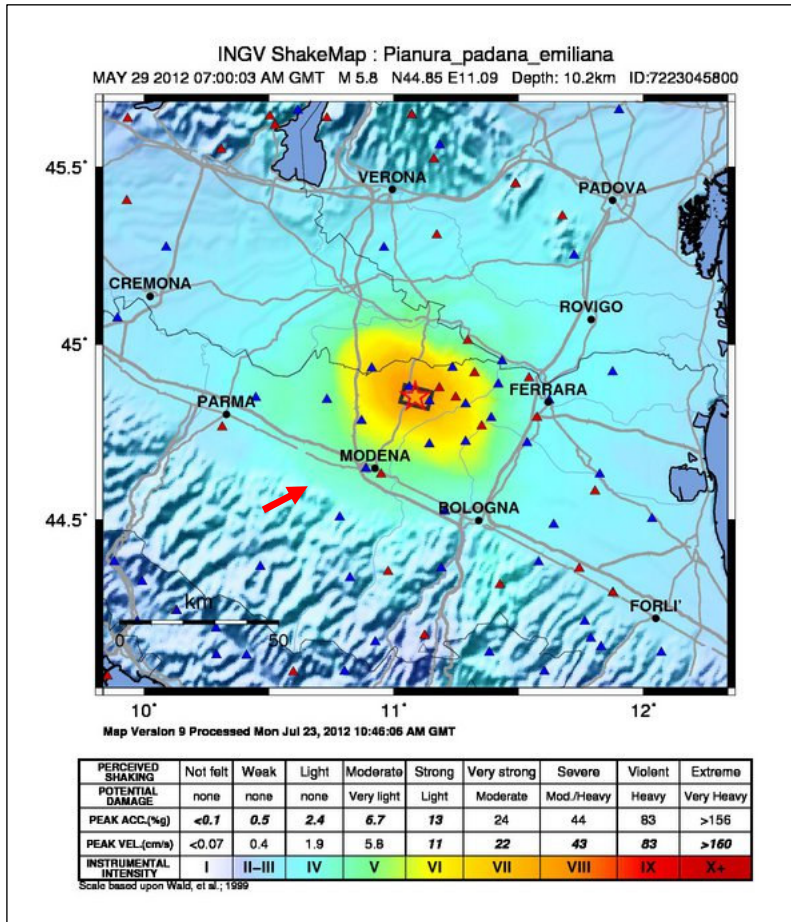 INGV ShakeMap : Pianura_padana_emiliana
MAY 29 2012 07:00:03 AM GMT M 5.8 N44.85 E11.09 Depth: 10.2km ID:7223045800
45.5˚
VERONA
PADOVA
CREMONA
ROVIGO
45˚
PARMA
FERRARA
MODENA
44.5˚
BOLOGNA
km
FORLI'
0 50
10˚ 11˚ 12˚
Map Version 9 Processed Mon Jul 23, 2012 10:46:06 AM GMT
PERCEIVED SHAKING Not felt Weak Light Moderate Strong Very strong Severe Violent Extreme
POTENTIAL DAMAGE none none none Very light Light Moderate Mod./Heavy Heavy Very Heavy
PEAK ACC.(%g) <0.1 0.5 2.4 6.7 13 24 44 83 >156
PEAK VEL.(cm/s) <0.07 0.4 1.9 5.8 11 22 43 83 >160
INSTRUMENTAL INTENSITY I II-III IV V VI VII VIII IX X+
Scale based upon Wald, et al.; 1999